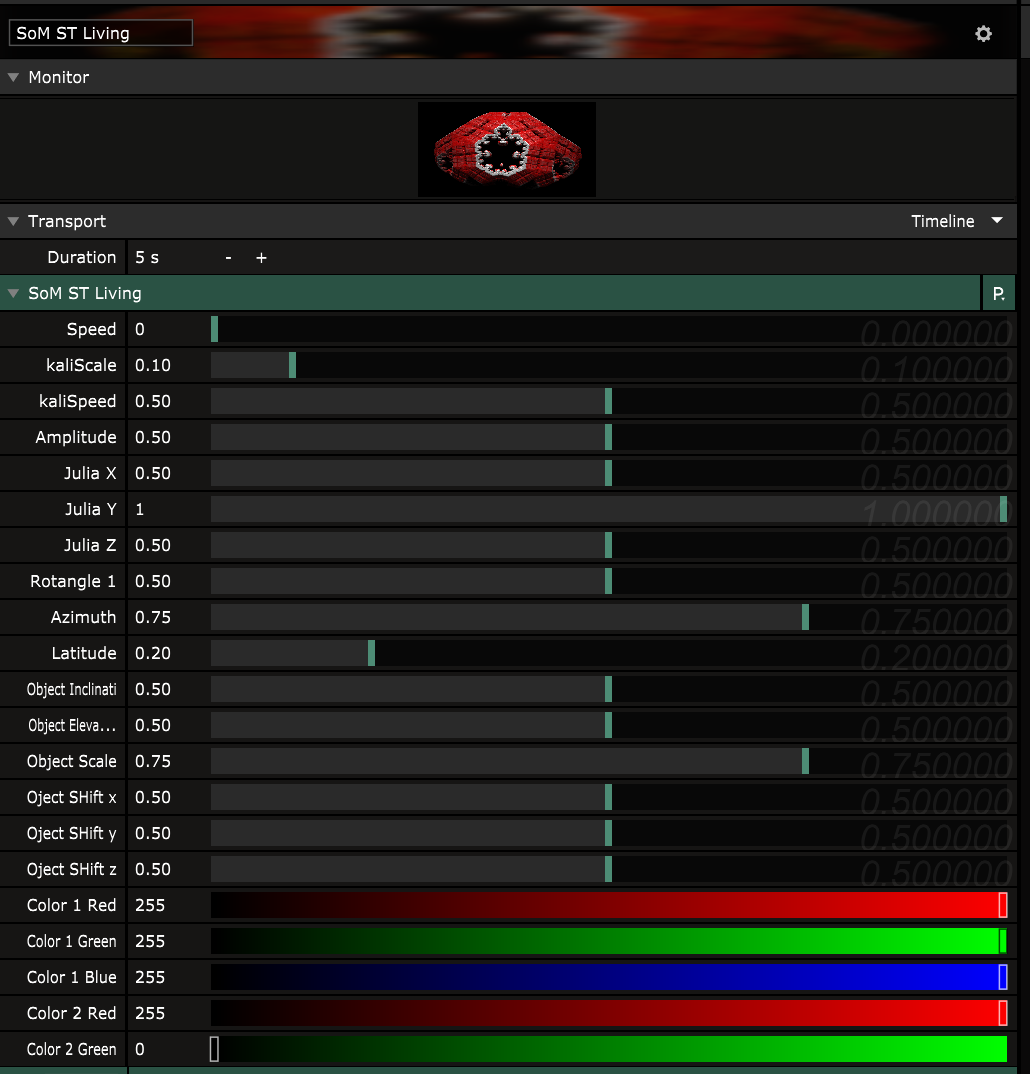 SoM ST Living
Monitor
Transport Timeline
Duration 5 s - +
SoM ST Living P.
Speed 0 0.000000
kaliScale 0.10 0.100000
kaliSpeed 0.50 0.500000
Amplitude 0.50 0.500000
Julia X 0.50 0.500000
Julia Y 1 1.000000
Julia Z 0.50 0.500000
Rotangle 1 0.50 0.500000
Azimuth 0.75 0.750000
Latitude 0.20 0.200000
Object Inclinati 0.50 0.500000
Object Eleva... 0.50 0.500000
Object Scale 0.75 0.750000
Oject SHift x 0.50 0.500000
Oject SHift y 0.50 0.500000
Oject SHift z 0.50 0.500000
Color 1 Red 255
Color 1 Green 255
Color 1 Blue 255
Color 2 Red 255
Color 2 Green 0